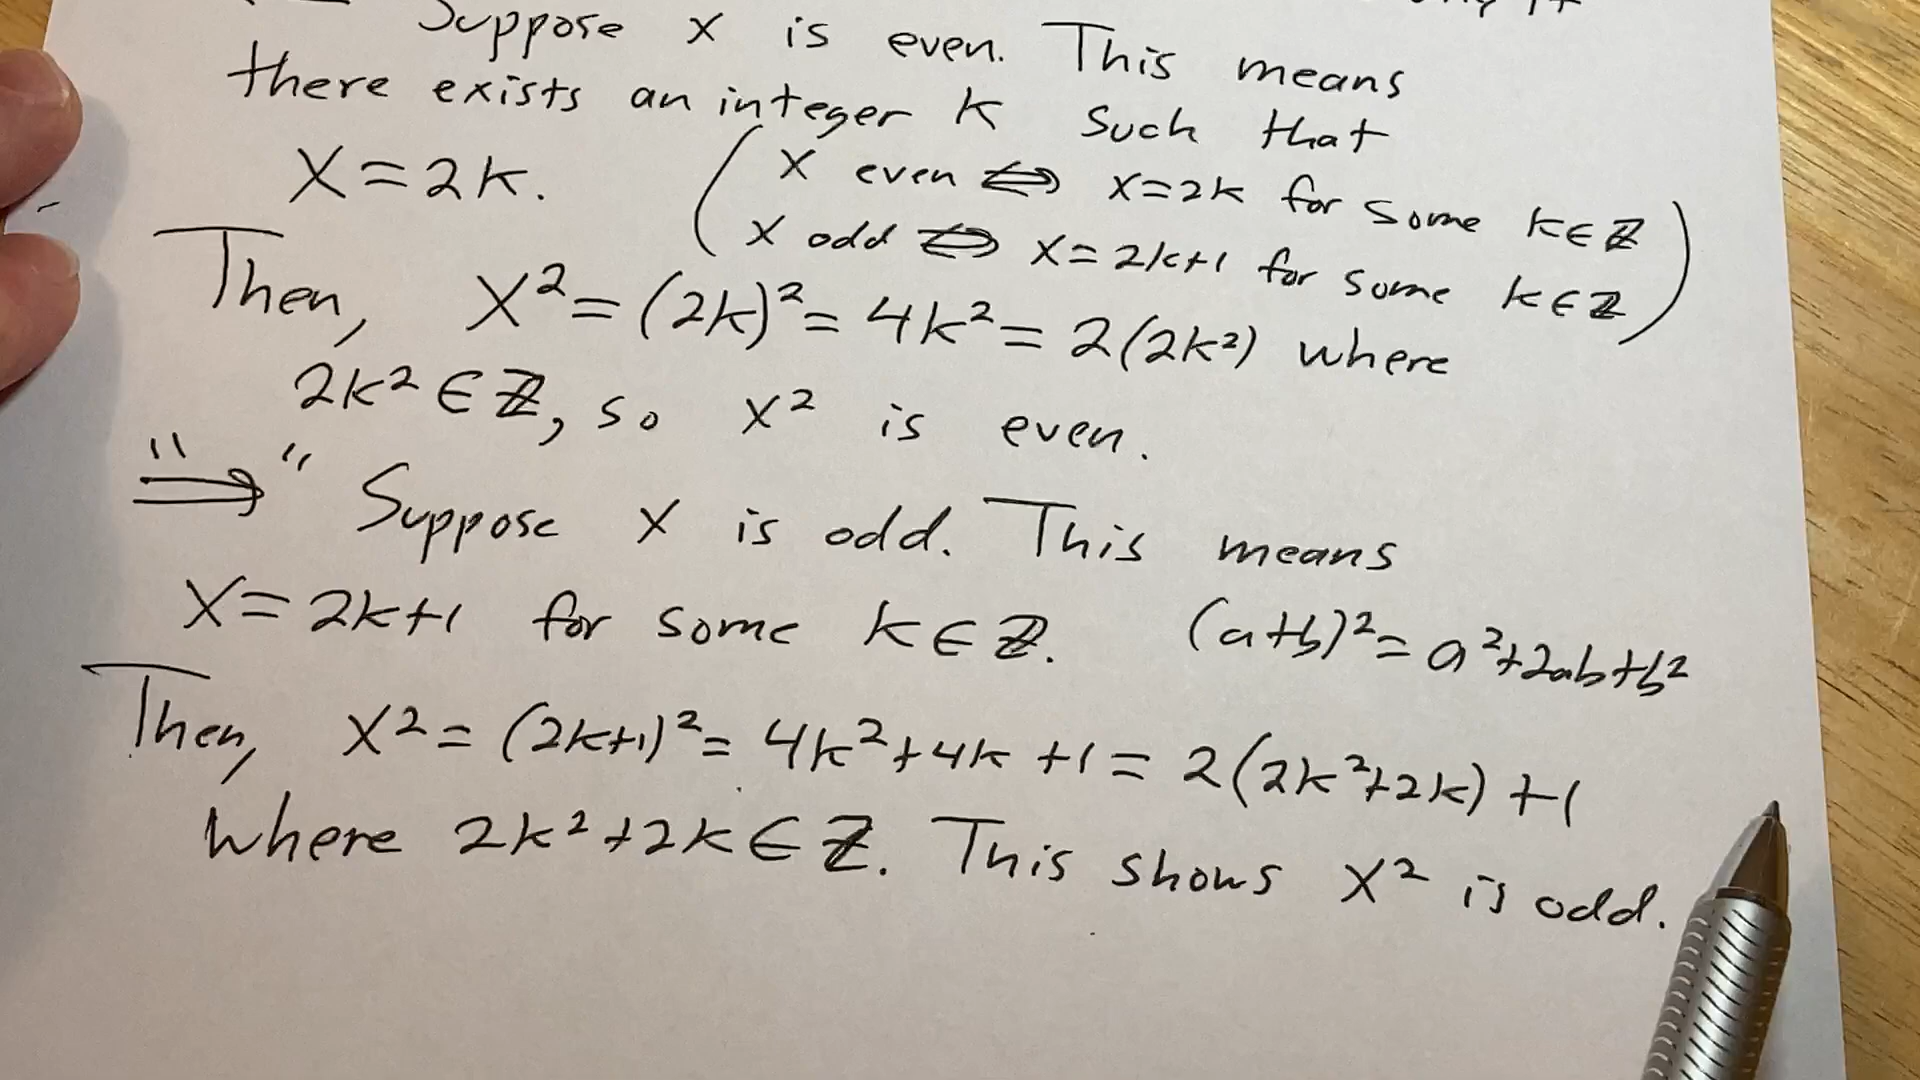 Suppose x is even. This means
there exists an integer k such that
x = 2k. (x even ⟺ x = 2k for some k∈ℤ
x odd ⟺ x = 2k+1 for some k∈ℤ)
Then, x² = (2k)² = 4k² = 2(2k²) where
2k² ∈ ℤ, so x² is even.
"⟹" Suppose x is odd. This means
x = 2k+1 for some k∈ℤ. (a+b)² = a²+2ab+b²
Then, x² = (2k+1)² = 4k²+4k+1 = 2(2k²+2k)+1
where 2k²+2k∈ℤ. This shows x² is odd.